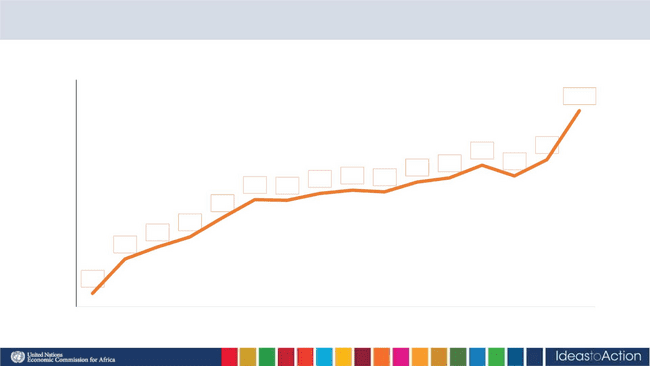 United Nations
Economic Commission for Africa
IdeastoAction